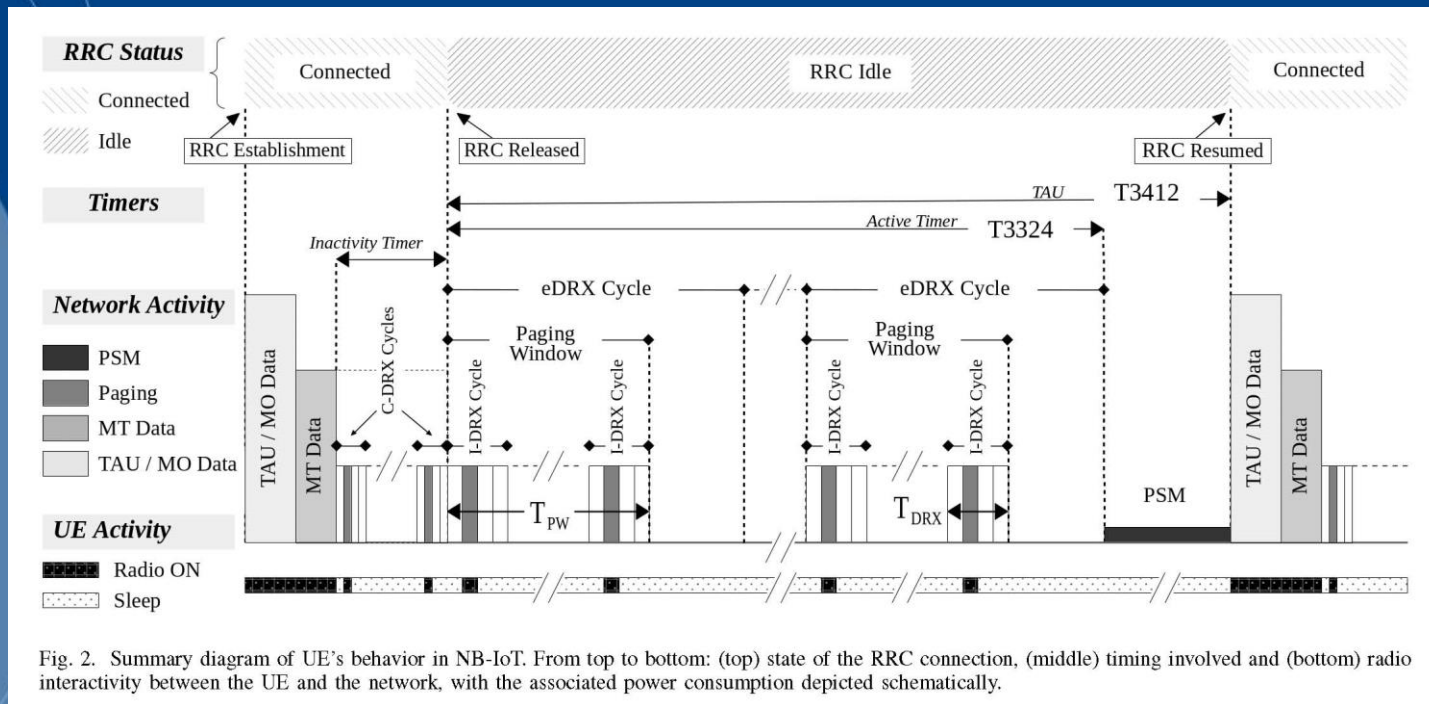 RRC Status
Connected
RRC Idle
Connected
Connected
Idle
RRC Establishment
RRC Released
RRC Resumed
Timers
TAU T3412
Active Timer T3324
Inactivity Timer
Network Activity
eDRX Cycle
eDRX Cycle
Paging
Window
Paging
Window
PSM
Paging
MT Data
TAU / MO Data
TAU / MO Data
MT Data
C-DRX Cycles
I-DRX Cycle
I-DRX Cycle
I-DRX Cycle
I-DRX Cycle
TAU / MO Data
MT Data
TPW
TDRX
PSM
UE Activity
Radio ON
Sleep
Fig. 2. Summary diagram of UE's behavior in NB-IoT. From top to bottom: (top) state of the RRC connection, (middle) timing involved and (bottom) radio
interactivity between the UE and the network, with the associated power consumption depicted schematically.